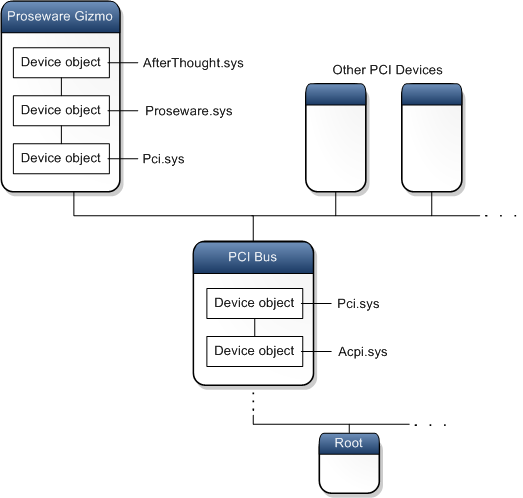 Proseware Gizmo
Device object
AfterThought.sys
Device object
Proseware.sys
Device object
Pci.sys
Other PCI Devices
PCI Bus
Device object
Pci.sys
Device object
Acpi.sys
Root